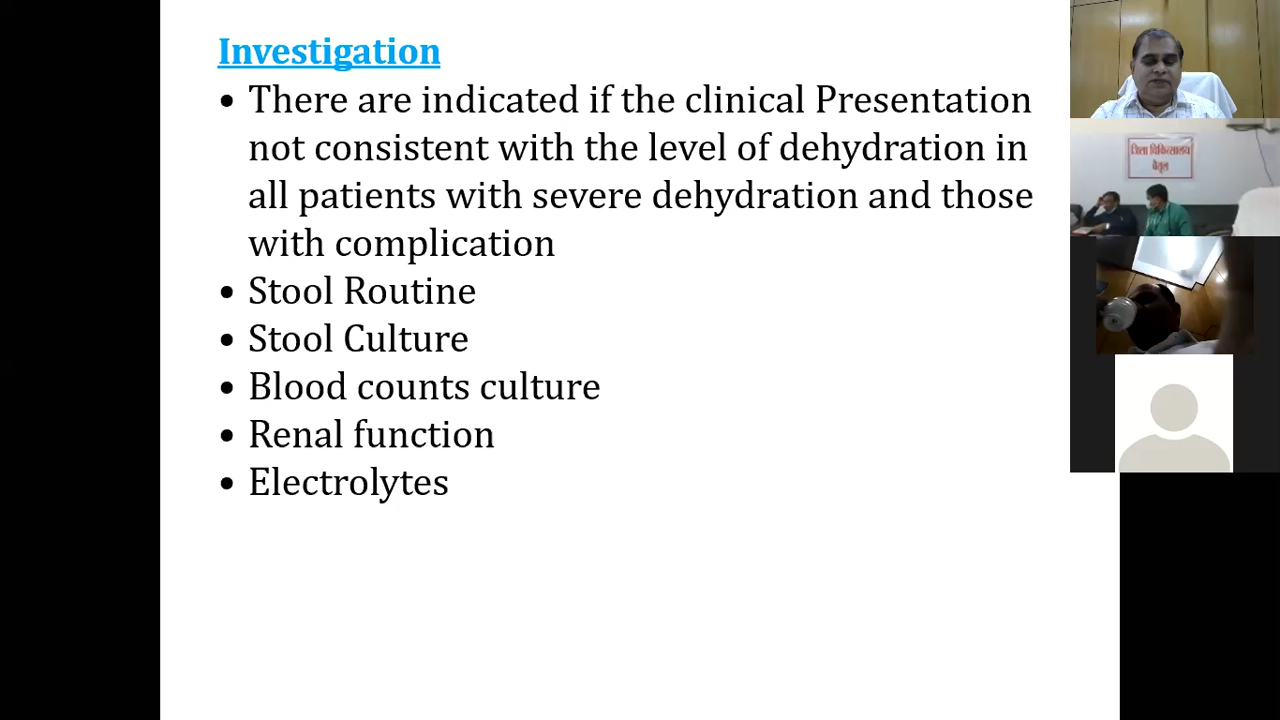 Investigation
• There are indicated if the clinical Presentation
not consistent with the level of dehydration in
all patients with severe dehydration and those
with complication
• Stool Routine
• Stool Culture
• Blood counts culture
• Renal function
• Electrolytes
जिला चिकित्सालय
बैतूल